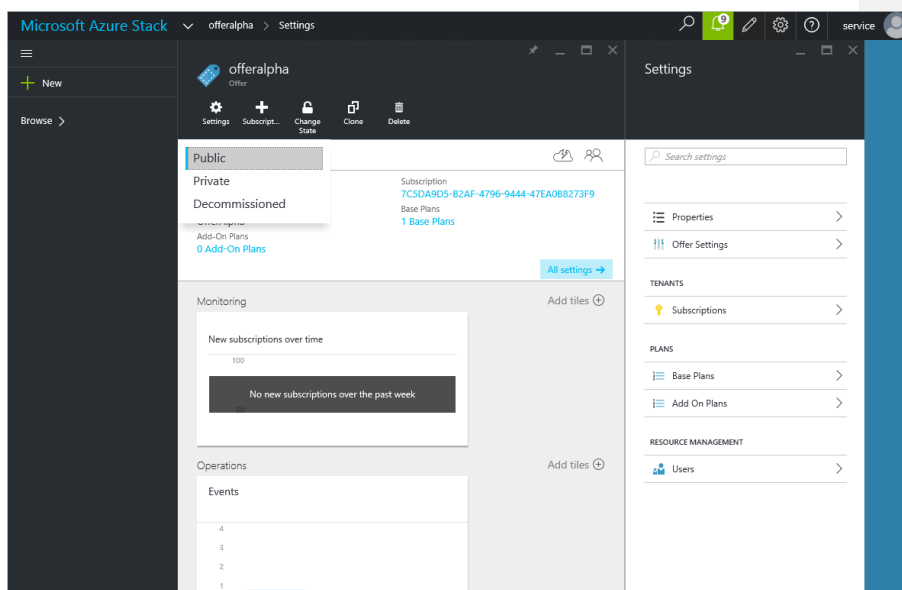 Microsoft Azure Stack offeralpha > Settings 9 service
offeralpha
Offer
Settings Subscript... Change State Clone Delete
Public
Private
Decommissioned
Subscription
7C5DA9D5-B2AF-4796-9444-47EA0B8273F9
Base Plans
1 Base Plans
Add-On Plans
0 Add-On Plans
All settings →
Monitoring Add tiles
New subscriptions over time
100
No new subscriptions over the past week
50
Operations Add tiles
Events
4
3
2
1
New
Browse >
Settings
Search settings
Properties
Offer Settings
TENANTS
Subscriptions
PLANS
Base Plans
Add On Plans
RESOURCE MANAGEMENT
Users